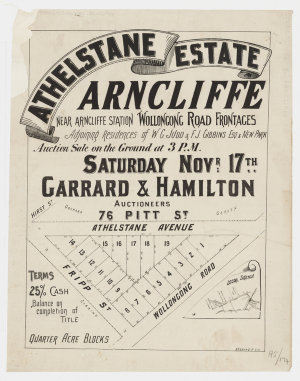 ATHELSTANE ESTATE
ARNCLIFFE
NEAR ARNCLIFFE STATION WOLLONGONG ROAD FRONTAGES
Adjoining Residences of W G JUDD & F.J. GIBBINS ESQ & NEW PARK
Auction Sale on the Ground at 3 P.M.
SATURDAY NOVR 17TH
GARRARD & HAMILTON
AUCTIONEERS
76 PITT ST
HIRST ST
ATHELSTANE AVENUE
15 16 17 18 19
14 13 12 11 10 9 8
7 6 5 4 3 2 1
FRIPP ST
WOLLONGONG ROAD
TERMS
25% CASH
Balance on
completion of
TITLE
QUARTER ACRE BLOCKS
LOCAL SKETCH